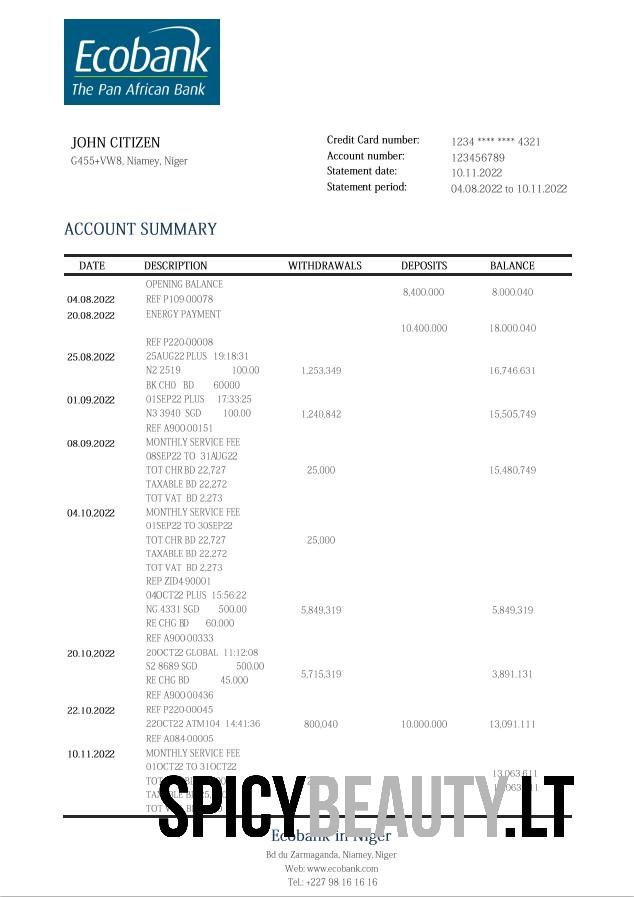 Ecobank
The Pan African Bank
JOHN CITIZEN
G455+VW8, Niamey, Niger
Credit Card number: 1234 **** **** 4321
Account number: 123456789
Statement date: 10.11.2022
Statement period: 04.08.2022 to 10.11.2022
ACCOUNT SUMMARY
DATE DESCRIPTION WITHDRAWALS DEPOSITS BALANCE
OPENING BALANCE
8,400.000 8.000.040
04.08.2022 REF P109-00078
20.08.2022 ENERGY PAYMENT
10.400.000 18.000.040
REF P220-00008
25.08.2022 25AUG22 PLUS 19:18:31
N2 2519 100.00 1,253,349 16,746.631
BK CH0 BD 60000
01.09.2022 01SEP22 PLUS 17:33:25
N3 3940 SGD 100.00 1,240,842 15,505,749
REF A900-00151
08.09.2022 MONTHLY SERVICE FEE
08SEP22 TO 31AUG22
TOT CHR BD 22,727 25,000 15,480,749
TAXABLE BD 22,272
TOT VAT BD 2,273
04.10.2022 MONTHLY SERVICE FEE
01SEP22 TO 30SEP22
TOT CHR BD 22,727 25,000
TAXABLE BD 22,272
TOT VAT BD 2,273
REP ZID4-90001
04OCT22 PLUS 15:56:22
NG 4331 SGD 500.00 5,849,319 5,849,319
RE CHG BD 60.000
REF A900-00333
20.10.2022 20OCT22 GLOBAL 11:12:08
S2 8689 SGD 500.00
5,715,319 3,891.131
RE CHG BD 45.000
REF A900-00436
22.10.2022 REF P220-00045
22OCT22 ATM104 14:41:36 800,040 10.000.000 13,091.111
REF A084-00005
10.11.2022 MONTHLY SERVICE FEE
01OCT22 TO 31OCT22
13,063,611
TOT
TOT
SPICYBEAUTY.LT
Ecobank in Niger
Bd du Zarmaganda, Niamey, Niger
Web: www.ecobank.com
Tel.: +227 98 16 16 16